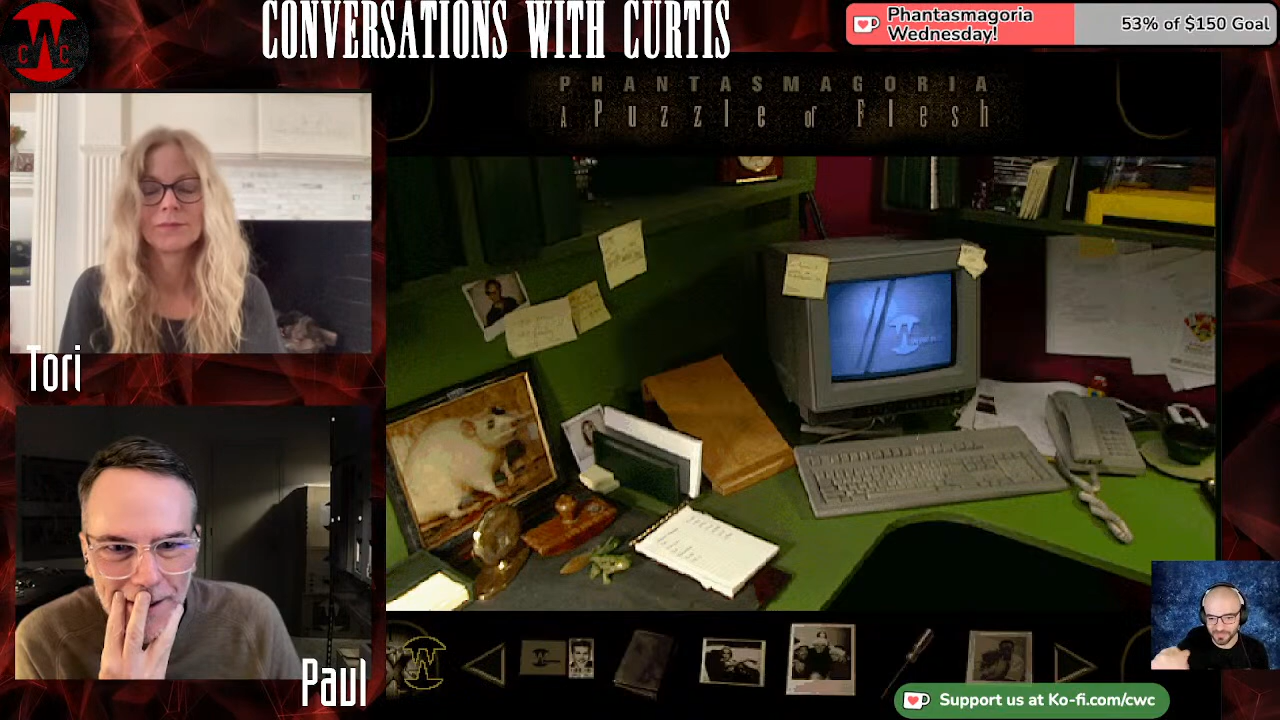 CONVERSATIONS WITH CURTIS
CWC
Phantasmagoria
Wednesday!
53% of $150 Goal
PHANTASMAGORIA
A Puzzle of Flesh
Tori
Paul
Support us at Ko-fi.com/cwc